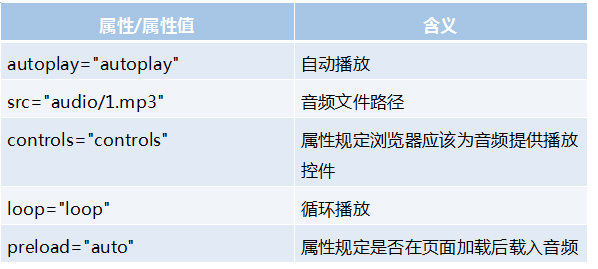 属性/属性值 含义
autoplay="autoplay" 自动播放
src="audio/1.mp3" 音频文件路径
controls="controls" 属性规定浏览器应该为音频提供播放
控件
loop="loop" 循环播放
preload="auto" 属性规定是否在页面加载后载入音频